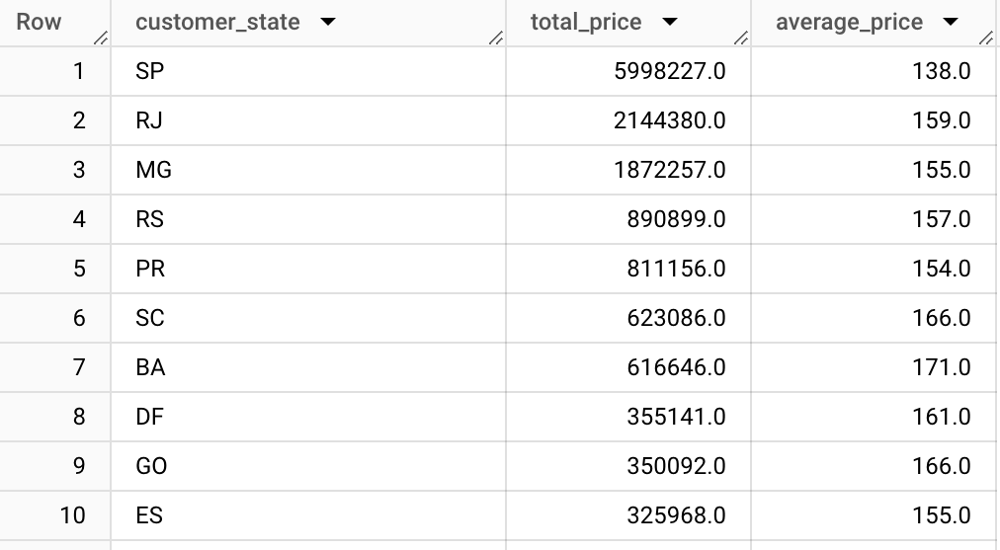 Row customer_state total_price average_price
1 SP 5998227.0 138.0
2 RJ 2144380.0 159.0
3 MG 1872257.0 155.0
4 RS 890899.0 157.0
5 PR 811156.0 154.0
6 SC 623086.0 166.0
7 BA 616646.0 171.0
8 DF 355141.0 161.0
9 GO 350092.0 166.0
10 ES 325968.0 155.0